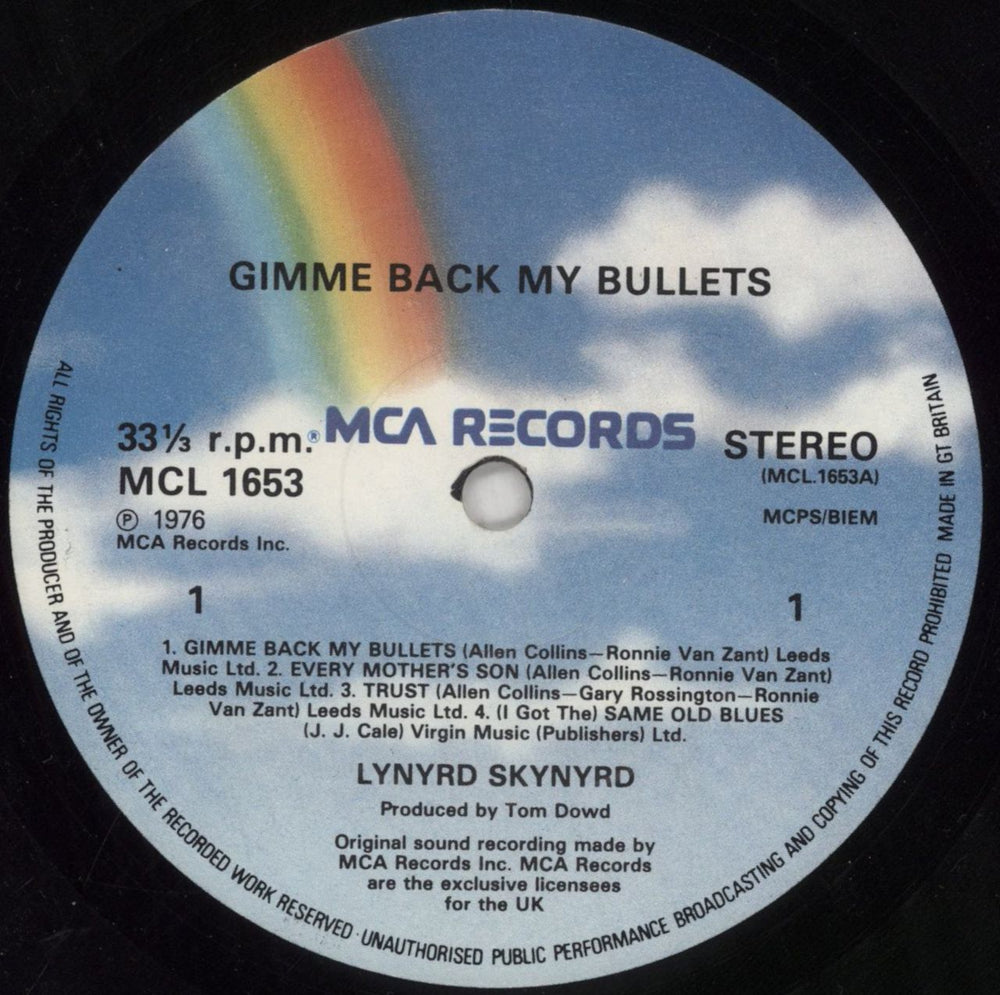 GIMME BACK MY BULLETS
33⅓ r.p.m.
® MCA RECORDS
STEREO
MCL 1653
(MCL.1653A)
Ⓟ 1976
MCPS/BIEM
MCA Records Inc.
1
1
1. GIMME BACK MY BULLETS (Allen Collins–Ronnie Van Zant) Leeds
Music Ltd. 2. EVERY MOTHER'S SON (Allen Collins–Ronnie Van Zant)
Leeds Music Ltd. 3. TRUST (Allen Collins–Gary Rossington–Ronnie
Van Zant) Leeds Music Ltd. 4. (I Got The) SAME OLD BLUES
(J. J. Cale) Virgin Music (Publishers) Ltd.
LYNYRD SKYNYRD
Produced by Tom Dowd
Original sound recording made by
MCA Records Inc. MCA Records
are the exclusive licensees
for the UK
ALL RIGHTS OF THE PRODUCER AND OF THE OWNER OF THE RECORDED WORK RESERVED · UNAUTHORISED PUBLIC PERFORMANCE BROADCASTING AND COPYING OF THIS RECORD PROHIBITED MADE IN GT BRITAIN